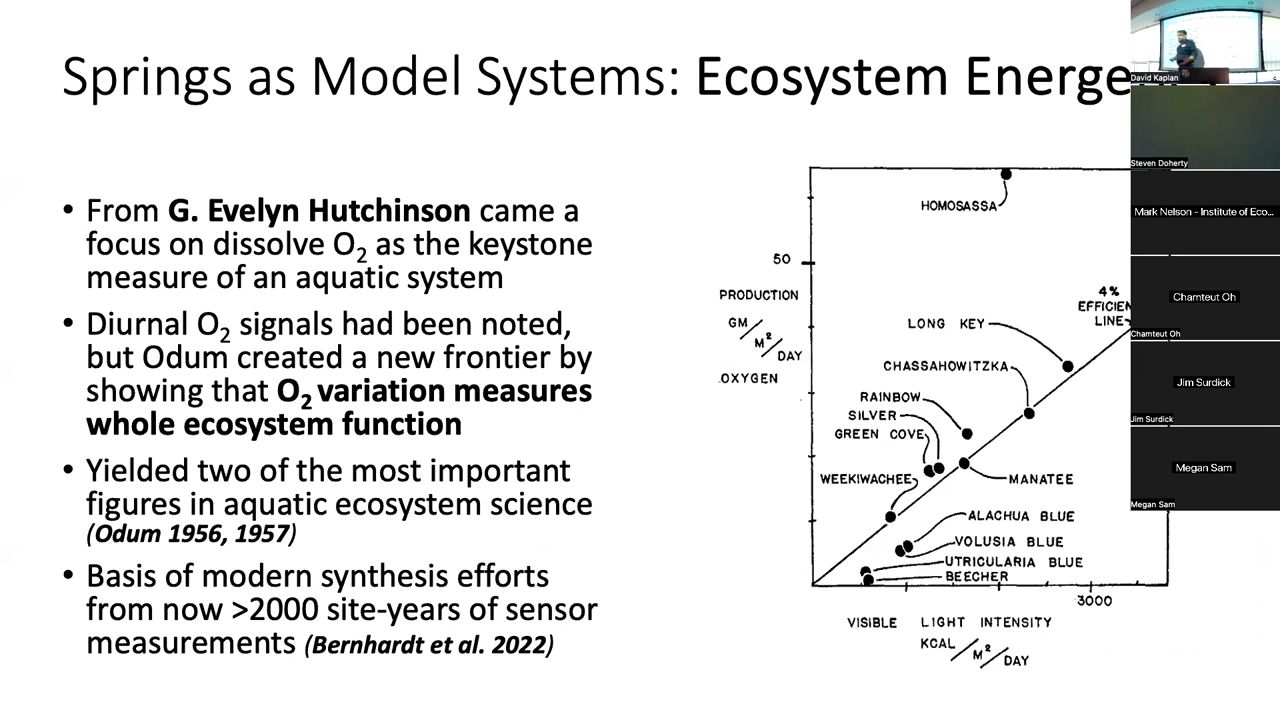 Springs as Model Systems: Ecosystem Energe
• From G. Evelyn Hutchinson came a
focus on dissolve O₂ as the keystone
measure of an aquatic system
• Diurnal O₂ signals had been noted,
but Odum created a new frontier by
showing that O₂ variation measures
whole ecosystem function
• Yielded two of the most important
figures in aquatic ecosystem science
(Odum 1956, 1957)
• Basis of modern synthesis efforts
from now >2000 site-years of sensor
measurements (Bernhardt et al. 2022)
HOMOSASSA
50
PRODUCTION
GM/M²/DAY
OXYGEN
4%
EFFICIEN
LINE
LONG KEY
CHASSAHOWITZKA
RAINBOW
SILVER
GREEN COVE
WEEKIWACHEE
MANATEE
ALACHUA BLUE
VOLUSIA BLUE
UTRICULARIA BLUE
BEECHER
3000
VISIBLE LIGHT INTENSITY
KCAL/M²/DAY
David Kaplan
Steven Doherty
Mark Nelson - Institute of Eco...
Chamteut Oh
Chamteut Oh
Jim Surdick
Jim Surdick
Megan Sam
Megan Sam